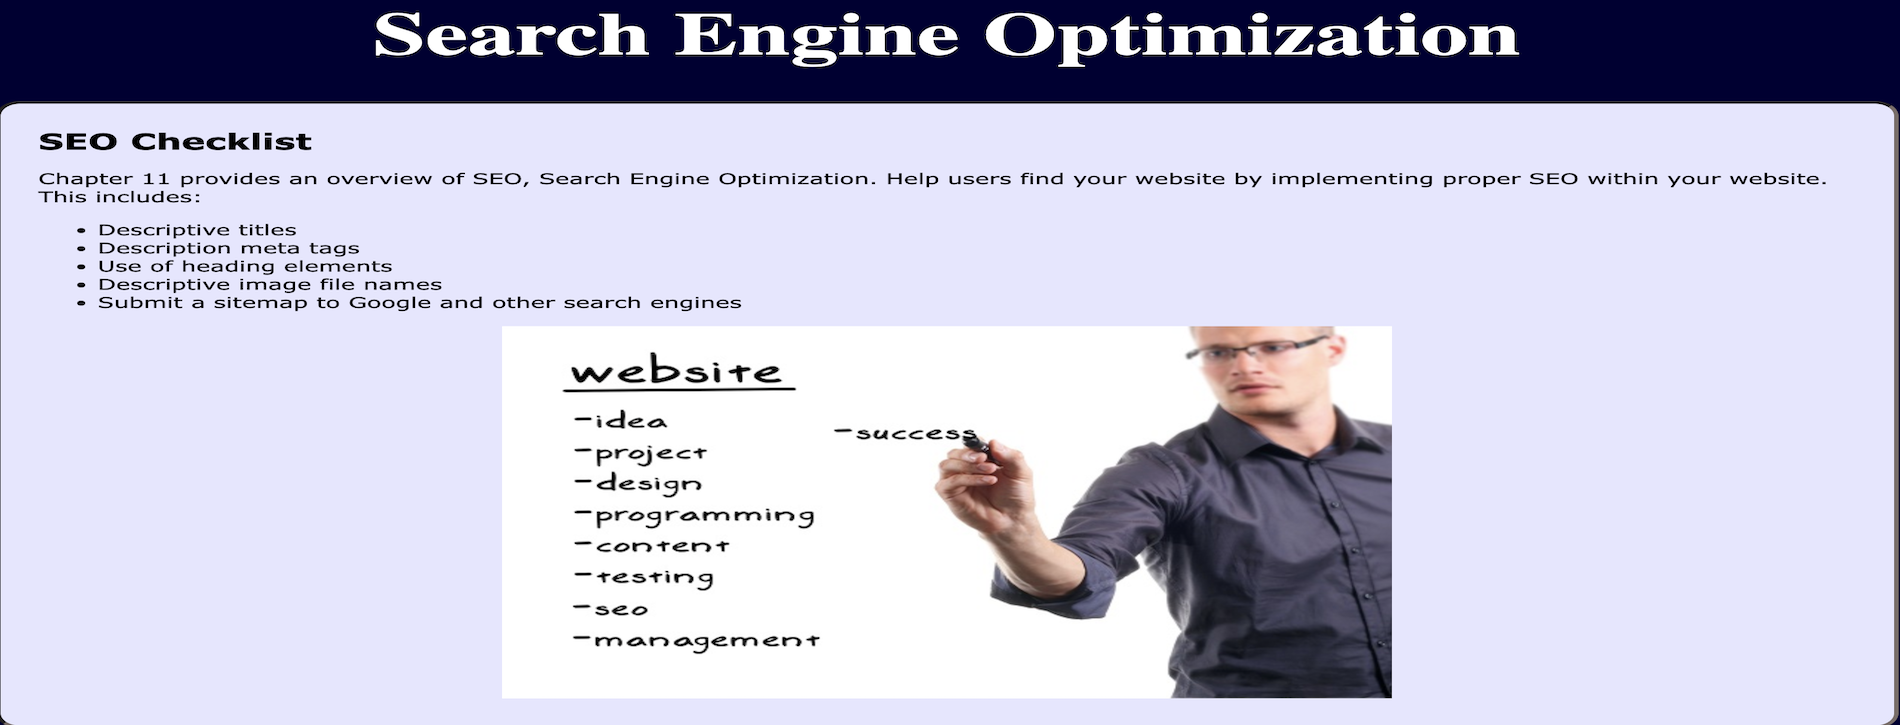 Search Engine Optimization
SEO Checklist
Chapter 11 provides an overview of SEO, Search Engine Optimization. Help users find your website by implementing proper SEO within your website.
This includes:
• Descriptive titles
• Description meta tags
• Use of heading elements
• Descriptive image file names
• Submit a sitemap to Google and other search engines
website
-idea
-project
-design
-programming
-content
-testing
-seo
-management
-success